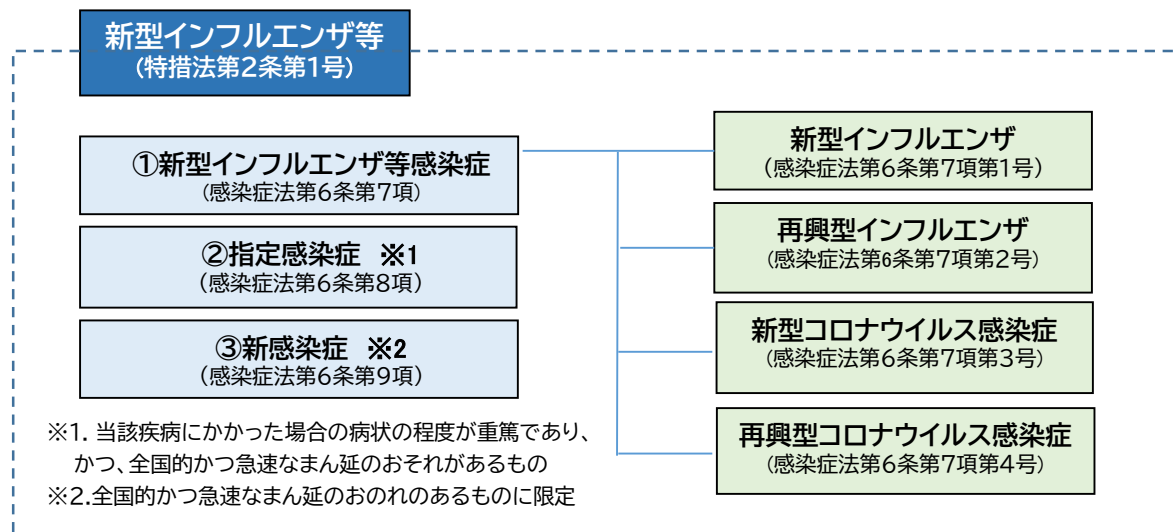 新型インフルエンザ等
(特措法第2条第1号)
①新型インフルエンザ等感染症
(感染症法第6条第7項)
②指定感染症 ※1
(感染症法第6条第8項)
③新感染症 ※2
(感染症法第6条第9項)
新型インフルエンザ
(感染症法第6条第7項第1号)
再興型インフルエンザ
(感染症法第6条第7項第2号)
新型コロナウイルス感染症
(感染症法第6条第7項第3号)
再興型コロナウイルス感染症
(感染症法第6条第7項第4号)
※1. 当該疾病にかかった場合の病状の程度が重篤であり、
かつ、全国的かつ急速なまん延のおそれがあるもの
※2.全国的かつ急速なまん延のおのれのあるものに限定